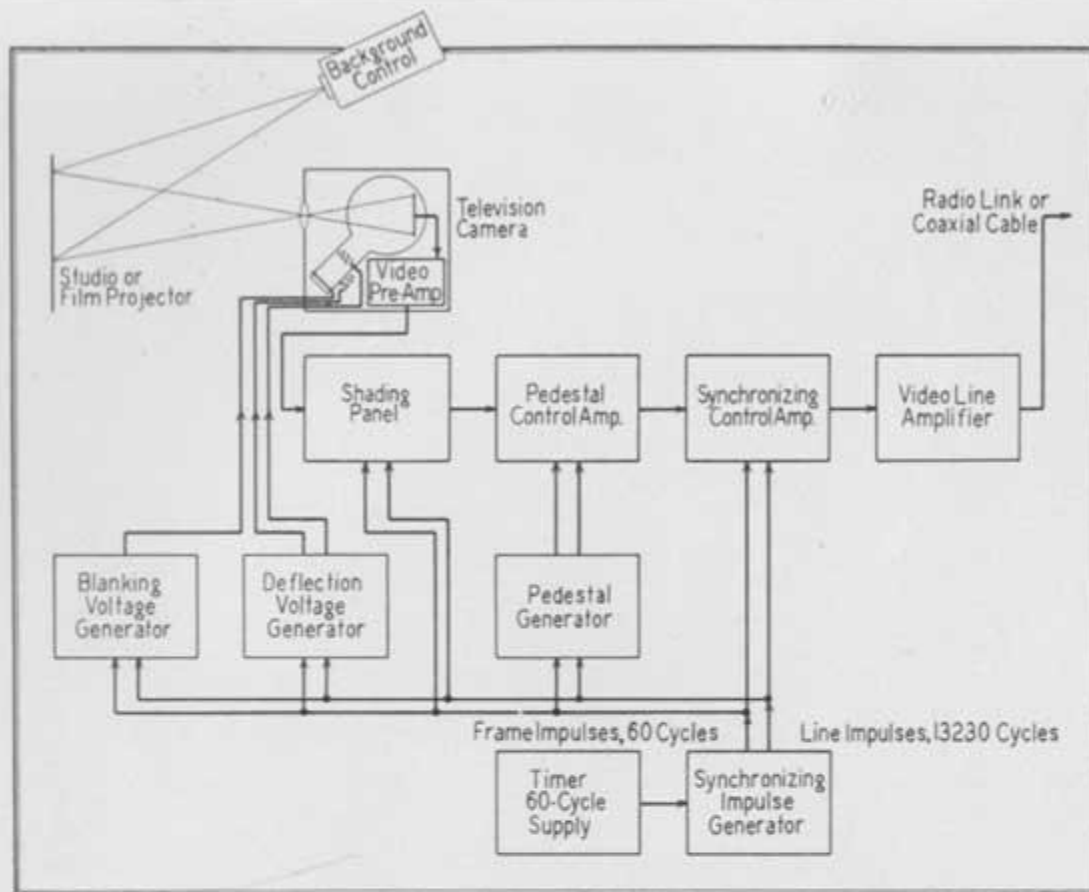 Background
Control
Television
Camera
Radio Link or
Coaxial Cable
Studio or
Film Projector
Video
Pre-Amp
Shading
Panel
Pedestal
Control Amp.
Synchronizing
Control Amp.
Video Line
Amplifier
Blanking
Voltage
Generator
Deflection
Voltage
Generator
Pedestal
Generator
Frame Impulses, 60 Cycles
Line Impulses, 13230 Cycles
Timer
60-Cycle
Supply
Synchronizing
Impulse
Generator